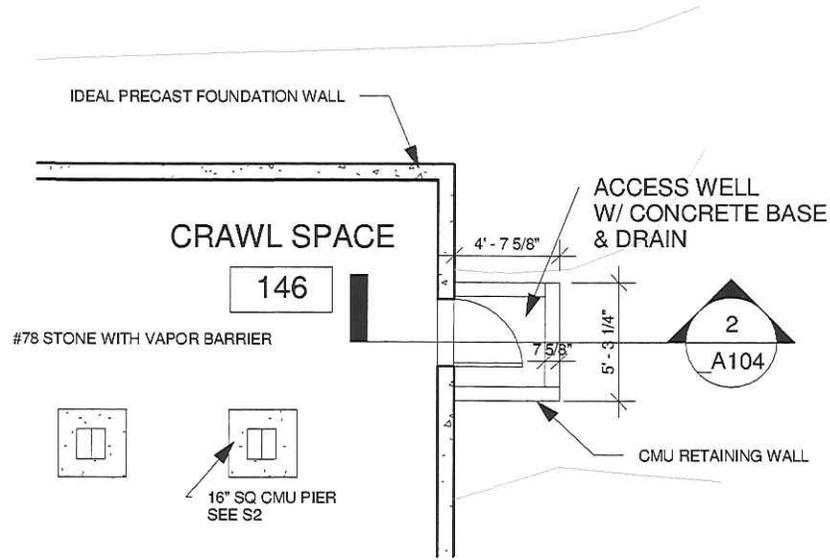 IDEAL PRECAST FOUNDATION WALL
ACCESS WELL
W/ CONCRETE BASE
& DRAIN
CRAWL SPACE
4' - 7 5/8"
146
#78 STONE WITH VAPOR BARRIER
7 5/8"
5' - 3 1/4"
2
A104
CMU RETAINING WALL
16" SQ CMU PIER
SEE S2